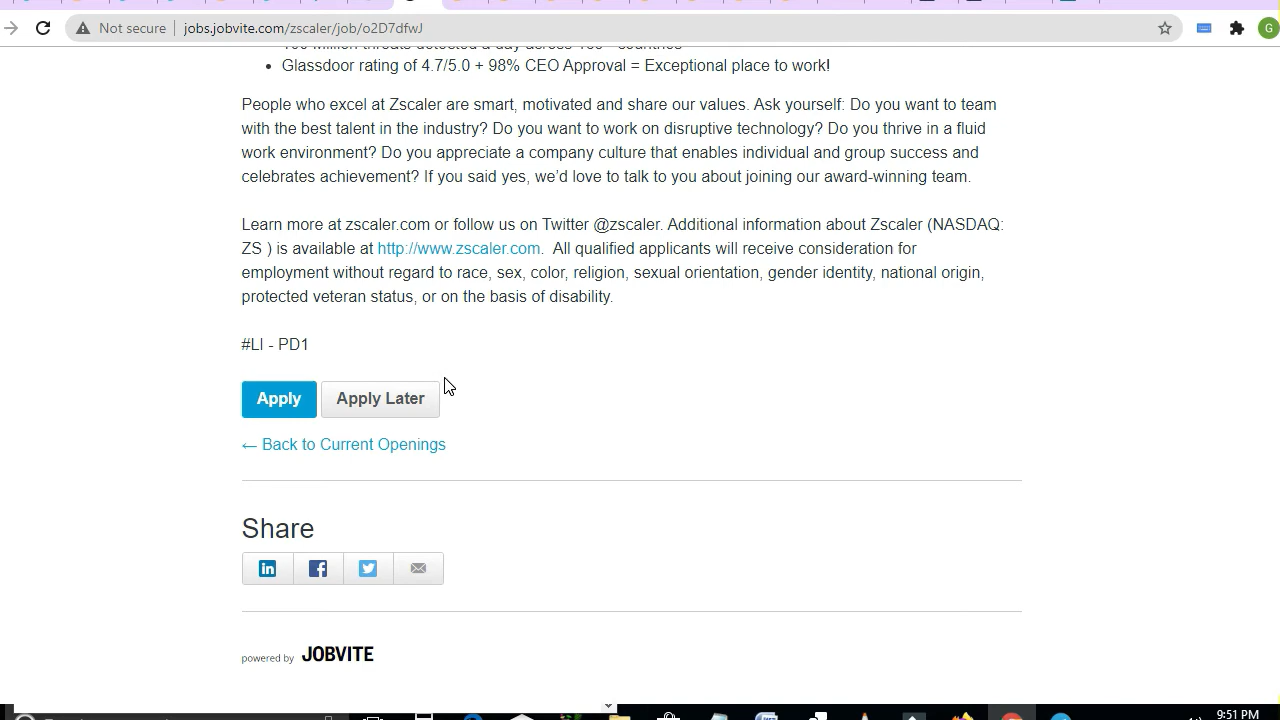 Not secure
jobs.jobvite.com/zscaler/job/o2D7dfwJ
G
Glassdoor rating of 4.7/5.0 + 98% CEO Approval = Exceptional place to work!
People who excel at Zscaler are smart, motivated and share our values. Ask yourself: Do you want to team
with the best talent in the industry? Do you want to work on disruptive technology? Do you thrive in a fluid
work environment? Do you appreciate a company culture that enables individual and group success and
celebrates achievement? If you said yes, we’d love to talk to you about joining our award-winning team.
Learn more at zscaler.com or follow us on Twitter @zscaler. Additional information about Zscaler (NASDAQ:
ZS ) is available at http://www.zscaler.com.  All qualified applicants will receive consideration for
employment without regard to race, sex, color, religion, sexual orientation, gender identity, national origin,
protected veteran status, or on the basis of disability.
#LI - PD1
Apply
Apply Later
← Back to Current Openings
Share
powered by JOBVITE
9:51 PM